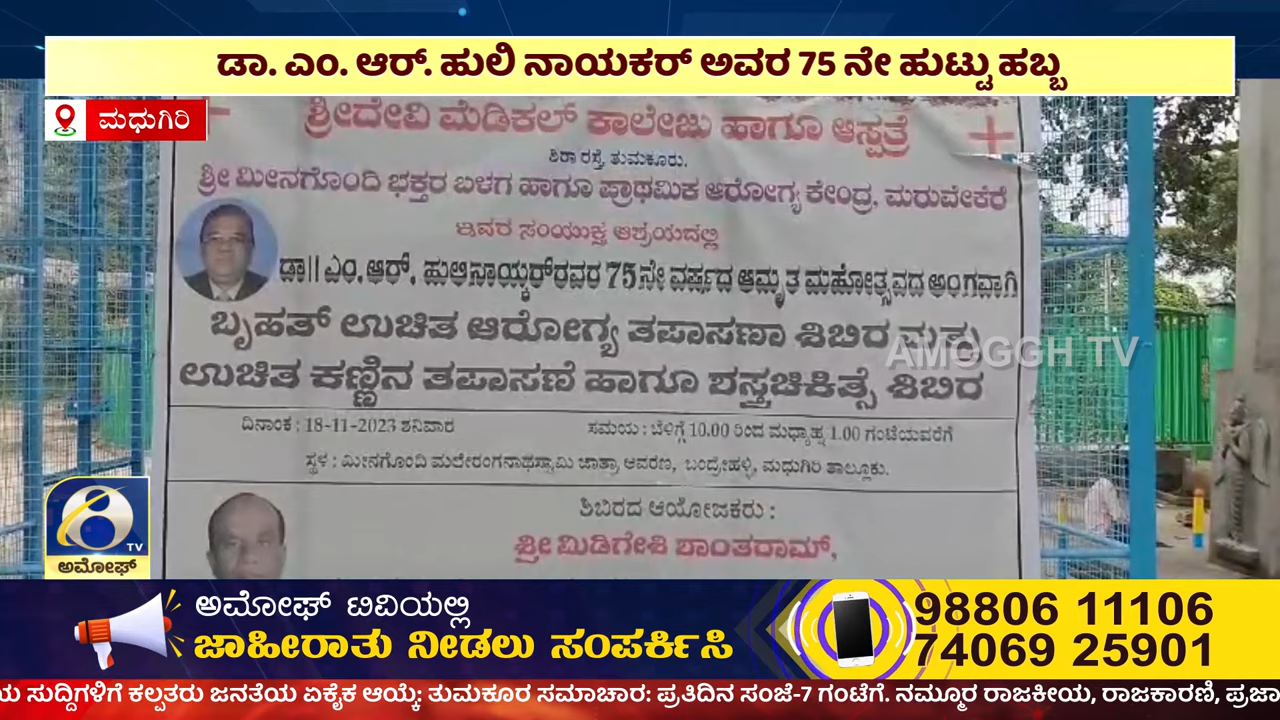 ಡಾ. ಎಂ. ಆರ್. ಹುಲಿ ನಾಯಕರ್ ಅವರ 75 ನೇ ಹುಟ್ಟು ಹಬ್ಬ
ಮಧುಗಿರಿ
ಶ್ರೀದೇವಿ ಮೆಡಿಕಲ್ ಕಾಲೇಜು ಹಾಗೂ ಆಸ್ಪತ್ರೆ
ಶಿರಾ ರಸ್ತೆ, ತುಮಕೂರು.
ಶ್ರೀ ಮೀನಗೊಂದಿ ಭಕ್ತರ ಬಳಗ ಹಾಗೂ ಪ್ರಾಥಮಿಕ ಆರೋಗ್ಯ ಕೇಂದ್ರ, ಮರುವೇಕೆರೆ
ಇವರ ಸಂಯುಕ್ತ ಆಶ್ರಯದಲ್ಲಿ
ಡಾ|| ಎಂ.ಆರ್. ಹುಲಿನಾಯ್ಕರ್‌ರವರ 75ನೇ ವರ್ಷದ ಅಮೃತ ಮಹೋತ್ಸವದ ಅಂಗವಾಗಿ
ಬೃಹತ್ ಉಚಿತ ಆರೋಗ್ಯ ತಪಾಸಣಾ ಶಿಬಿರ ಮತ್ತು
AMOGGH TV
ಉಚಿತ ಕಣ್ಣಿನ ತಪಾಸಣೆ ಹಾಗೂ ಶಸ್ತ್ರಚಿಕಿತ್ಸೆ ಶಿಬಿರ
ದಿನಾಂಕ : 18-11-2023 ಶನಿವಾರ ಸಮಯ : ಬೆಳಿಗ್ಗೆ 10.00 ರಿಂದ ಮಧ್ಯಾಹ್ನ 1.00 ಗಂಟೆಯವರೆಗೆ
ಸ್ಥಳ : ಮೀನಗೊಂದಿ ಮಲೇರಂಗನಾಥಸ್ವಾಮಿ ಜಾತ್ರಾ ಆವರಣ, ಬಂದ್ರೇಹಳ್ಳಿ, ಮಧುಗಿರಿ ತಾಲ್ಲೂಕು.
ಶಿಬಿರದ ಆಯೋಜಕರು :
ಶ್ರೀ ಮಿಡಿಗೇಶಿ ಶಾಂತರಾಮ್,
TV
ಅಮೋಘ್
ಅಮೋಘ್ ಟಿವಿಯಲ್ಲಿ
ಜಾಹೀರಾತು ನೀಡಲು ಸಂಪರ್ಕಿಸಿ
98806 11106
74069 25901
ಯ ಸುದ್ದಿಗಳಿಗೆ ಕಲ್ಪತರು ಜನತೆಯ ಏಕೈಕ ಆಯ್ಕೆ: ತುಮಕೂರ ಸಮಾಚಾರ: ಪ್ರತಿದಿನ ಸಂಜೆ-7 ಗಂಟೆಗೆ. ನಮ್ಮೂರ ರಾಜಕೀಯ, ರಾಜಕಾರಣಿ, ಪ್ರಜಾ